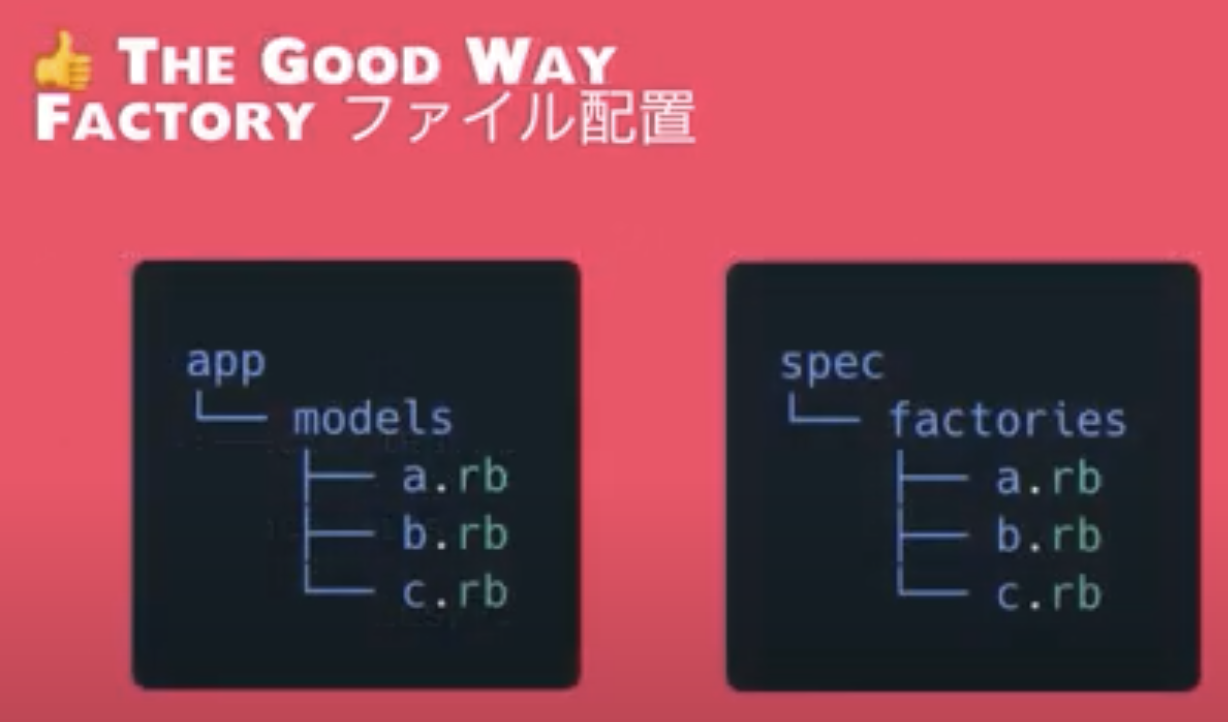 👍 THE GOOD WAY
FACTORY ファイル配置
app
└── models
    ├── a.rb
    ├── b.rb
    └── c.rb
spec
└── factories
    ├── a.rb
    ├── b.rb
    └── c.rb